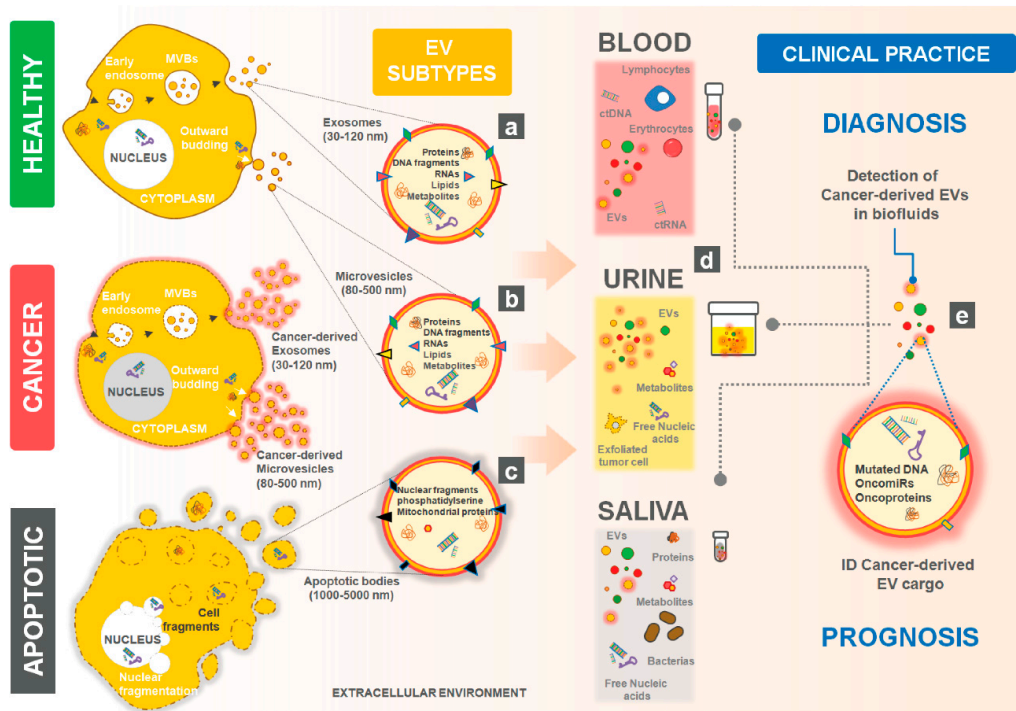 HEALTHY
Early
endosome
MVBs
NUCLEUS
Outward
budding
CYTOPLASM
CANCER
Early
endosome
MVBs
NUCLEUS
Outward
budding
CYTOPLASM
Cancer-derived
Exosomes
(30-120 nm)
Cancer-derived
Microvesicles
(80-500 nm)
APOPTOTIC
Cell
fragments
NUCLEUS
Nuclear
fragmentation
EV
SUBTYPES
Exosomes
(30-120 nm)
a
Proteins
DNA fragments
RNAs
Lipids
Metabolites
Microvesicles
(80-500 nm)
b
Proteins
DNA fragments
RNAs
Lipids
Metabolites
c
Nuclear fragments
phosphatidylserine
Mitochondrial proteins
Apoptotic bodies
(1000-5000 nm)
EXTRACELLULAR ENVIRONMENT
BLOOD
Lymphocytes
ctDNA
Erythrocytes
EVs
ctRNA
URINE
d
EVs
Metabolites
Free Nucleic
acids
Exfoliated
tumor cell
SALIVA
EVs
Proteins
Metabolites
Bacterias
Free Nucleic
acids
CLINICAL PRACTICE
DIAGNOSIS
Detection of
Cancer-derived EVs
in biofluids
e
Mutated DNA
OncomiRs
Oncoproteins
ID Cancer-derived
EV cargo
PROGNOSIS